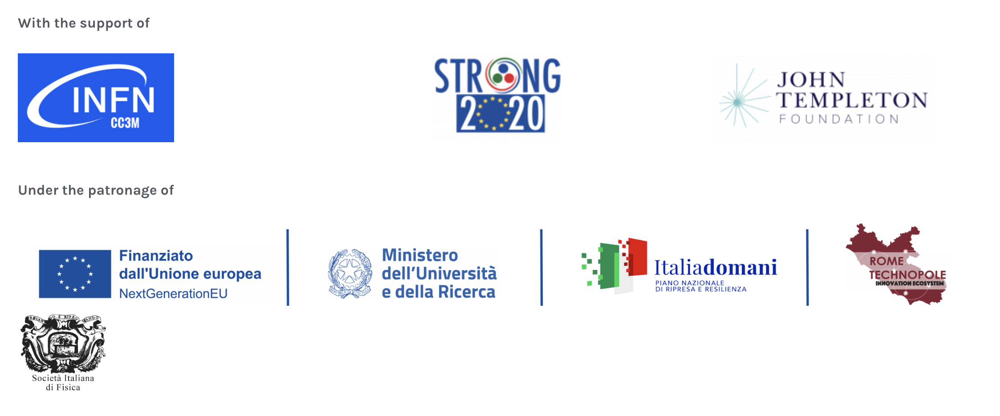 With the support of
INFN
CC3M
STRONG
2020
JOHN
TEMPLETON
FOUNDATION
Under the patronage of
Finanziato
dall'Unione europea
NextGenerationEU
REPVBBLICA ITALIANA
Ministero
dell'Università
e della Ricerca
Italiadomani
PIANO NAZIONALE
DI RIPRESA E RESILIENZA
ROME
TECHNOPOLE
INNOVATION ECOSYSTEM
PROVANDO E RIPROVANDO
Società Italiana
di Fisica